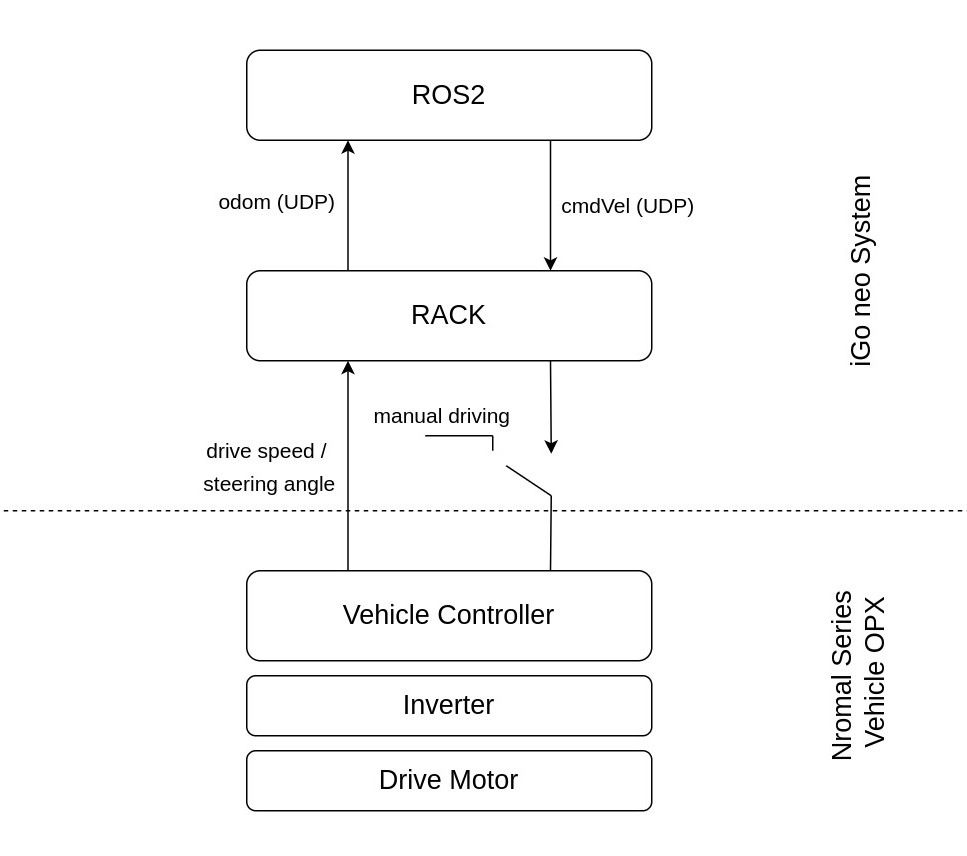 ROS2
odom (UDP)
cmdVel (UDP)
iGo neo System
RACK
manual driving
drive speed /
steering angle
Vehicle Controller
Nromal Series
Vehicle OPX
Inverter
Drive Motor